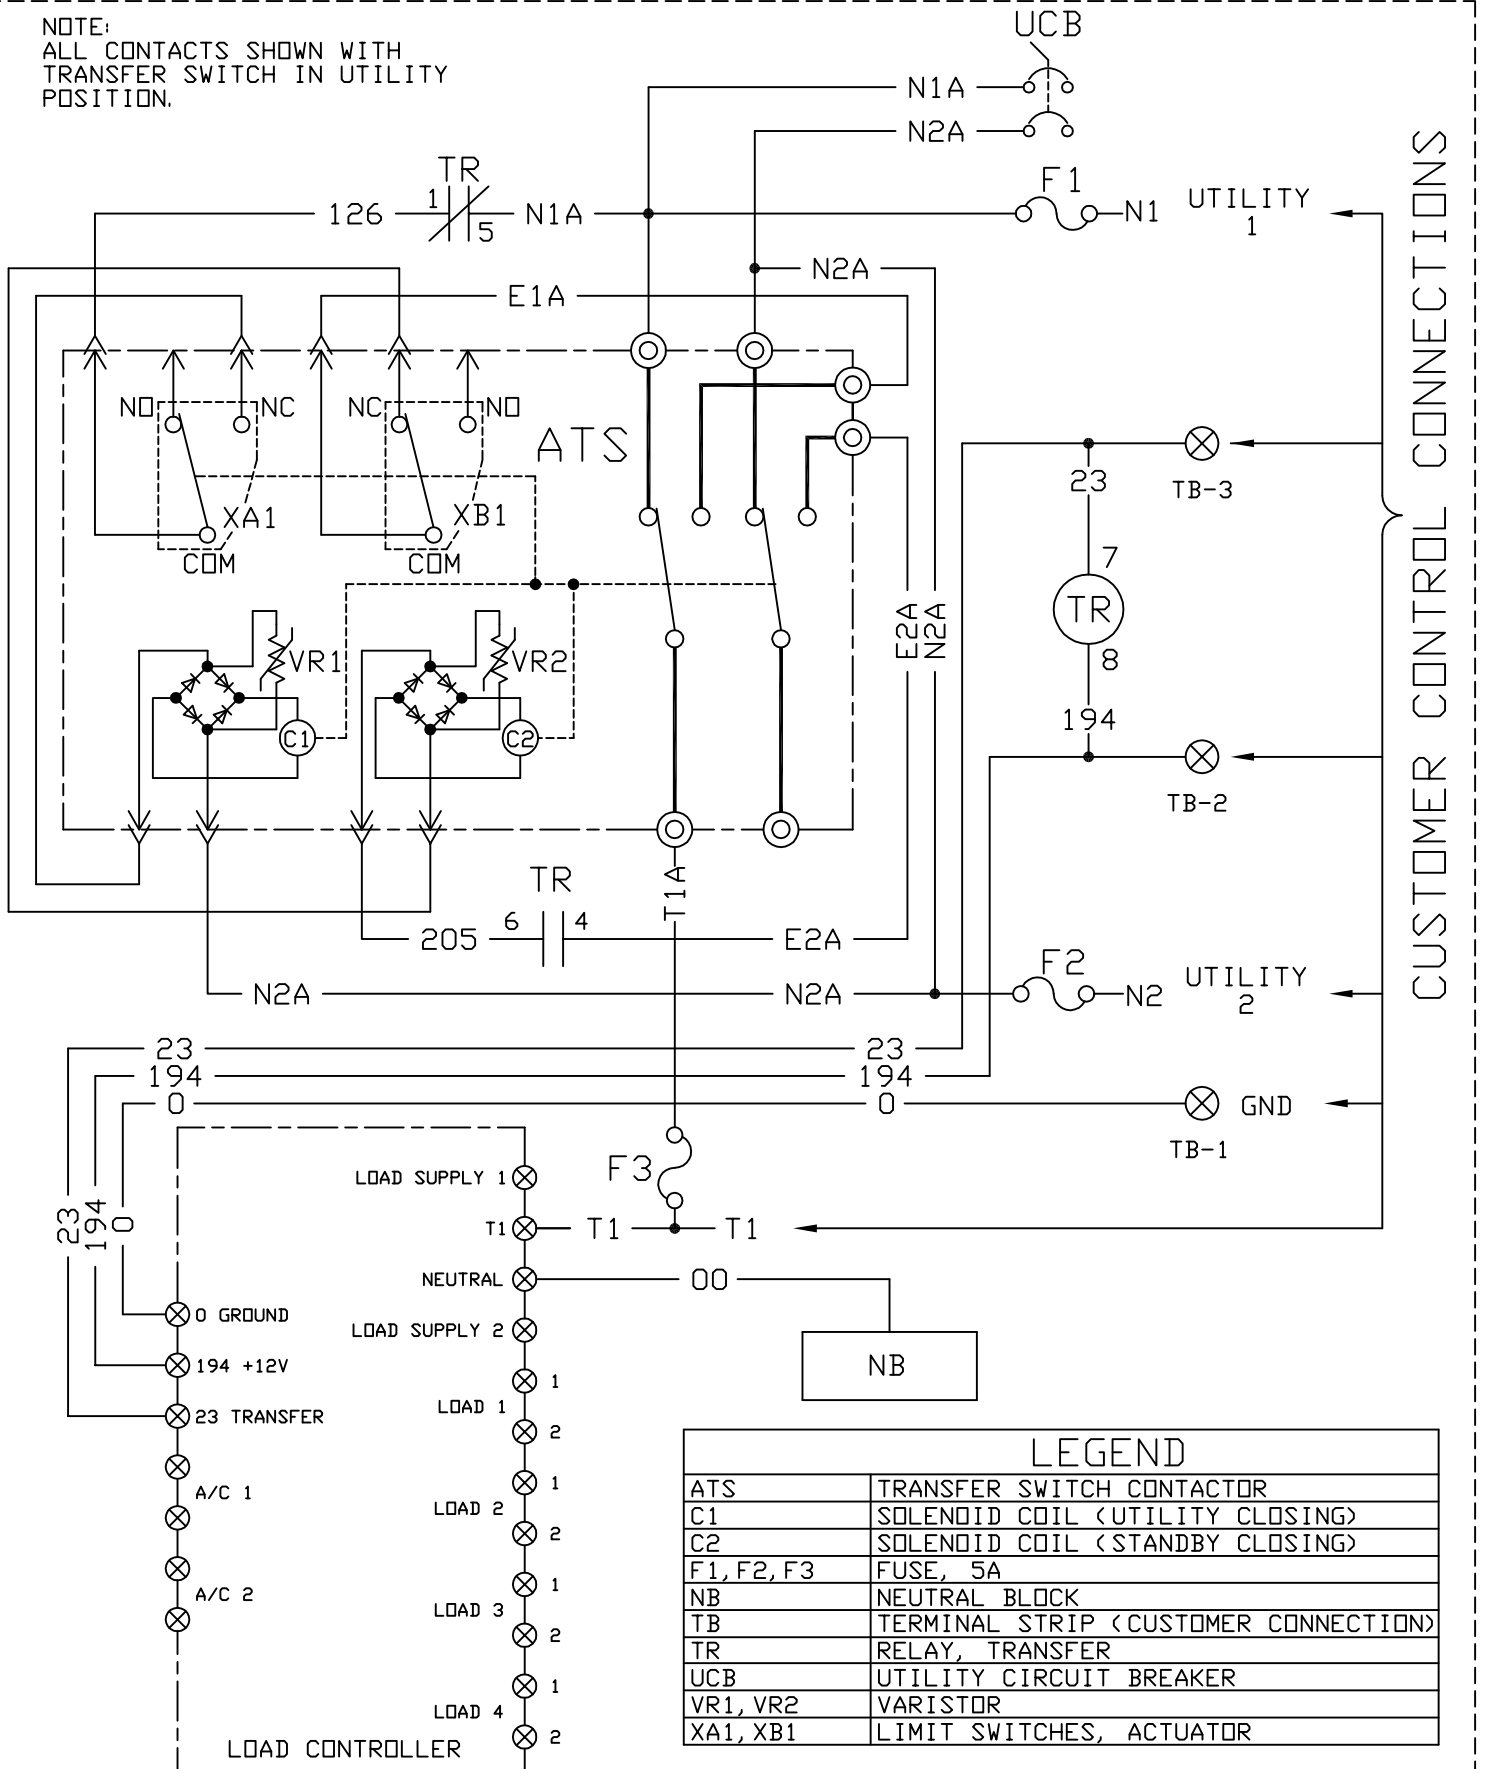 NOTE:
ALL CONTACTS SHOWN WITH
TRANSFER SWITCH IN UTILITY
POSITION.
UCB
N1A
N2A
TR
1
5
126
N1A
F1
N1
UTILITY
1
N2A
E1A
NO
NC
NC
NO
ATS
XA1
XB1
COM
COM
23
TB-3
7
TR
8
E2A
N2A
VR1
VR2
C1
C2
194
TB-2
CUSTOMER CONTROL CONNECTIONS
T1A
TR
6
4
205
E2A
F2
N2A
N2A
N2
UTILITY
2
23
23
194
194
0
0
GND
TB-1
23
194
0
F3
LOAD SUPPLY 1
T1
T1
T1
NEUTRAL
00
0 GROUND
LOAD SUPPLY 2
194 +12V
NB
23 TRANSFER
1
LOAD 1
2
A/C 1
1
LOAD 2
2
A/C 2
1
LOAD 3
2
1
LOAD 4
2
LOAD CONTROLLER
LEGEND
ATS TRANSFER SWITCH CONTACTOR
C1 SOLENOID COIL (UTILITY CLOSING)
C2 SOLENOID COIL (STANDBY CLOSING)
F1, F2, F3 FUSE, 5A
NB NEUTRAL BLOCK
TB TERMINAL STRIP (CUSTOMER CONNECTION)
TR RELAY, TRANSFER
UCB UTILITY CIRCUIT BREAKER
VR1, VR2 VARISTOR
XA1, XB1 LIMIT SWITCHES, ACTUATOR